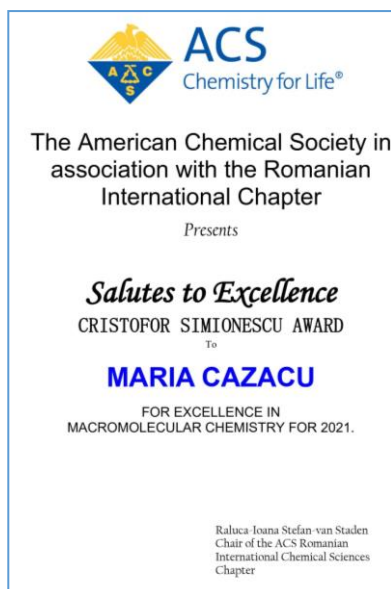 A C S
ACS
Chemistry for Life®
The American Chemical Society in
association with the Romanian
International Chapter
Presents
Salutes to Excellence
CRISTOFOR SIMIONESCU AWARD
To
MARIA CAZACU
FOR EXCELLENCE IN
MACROMOLECULAR CHEMISTRY FOR 2021.
Raluca-Ioana Stefan-van Staden
Chair of the ACS Romanian
International Chemical Sciences
Chapter